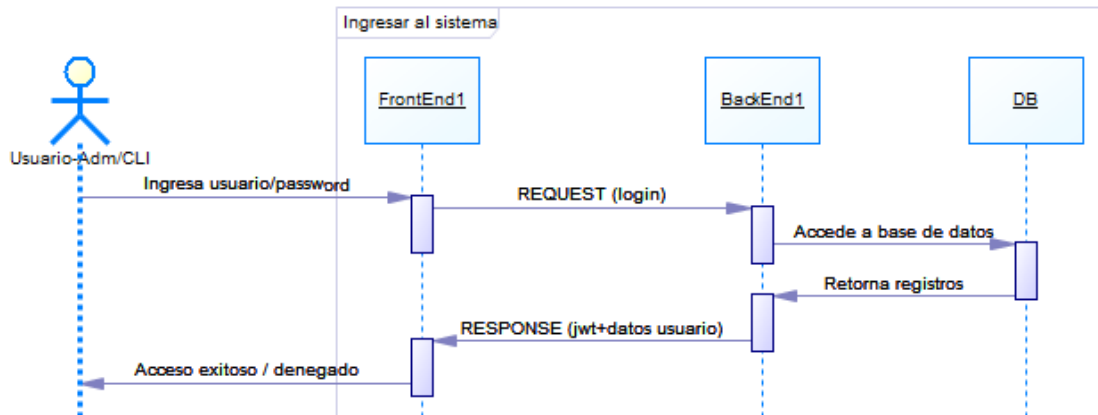 Ingresar al sistema
FrontEnd1
BackEnd1
DB
Usuario-Adm/CLI
Ingresa usuario/password
REQUEST (login)
Accede a base de datos
Retorna registros
RESPONSE (jwt+datos usuario)
Acceso exitoso / denegado